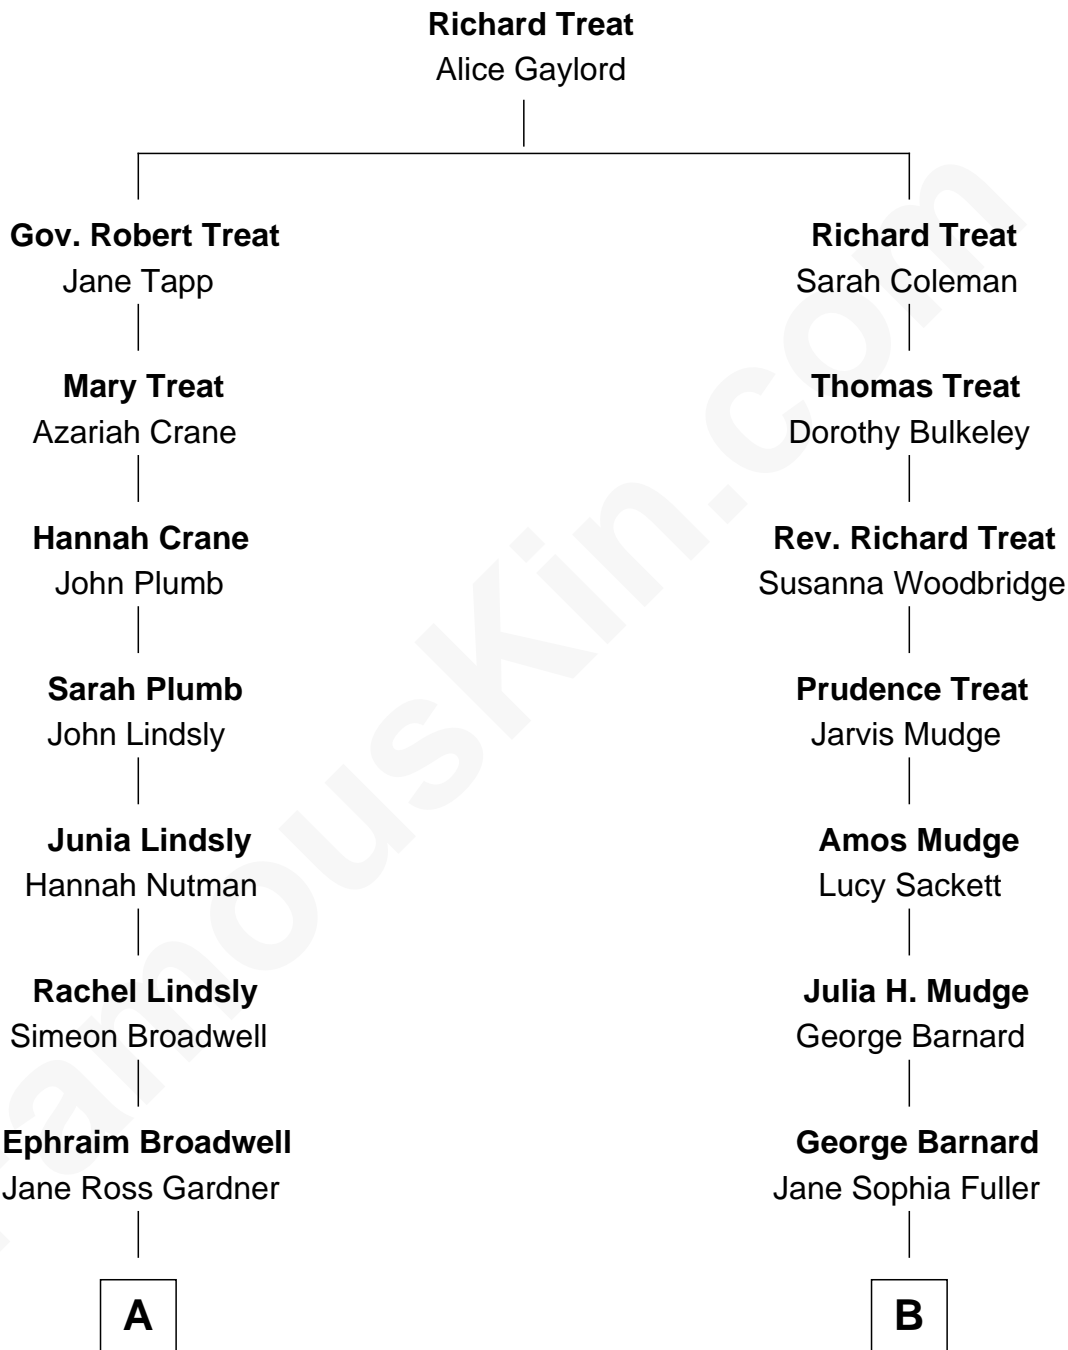 Richard Treat
Alice Gaylord
Gov. Robert Treat
Jane Tapp
Richard Treat
Sarah Coleman
Mary Treat
Azariah Crane
Thomas Treat
Dorothy Bulkeley
Hannah Crane
John Plumb
Rev. Richard Treat
Susanna Woodbridge
Sarah Plumb
John Lindsly
Prudence Treat
Jarvis Mudge
Junia Lindsly
Hannah Nutman
Amos Mudge
Lucy Sackett
Rachel Lindsly
Simeon Broadwell
Julia H. Mudge
George Barnard
Ephraim Broadwell
Jane Ross Gardner
George Barnard
Jane Sophia Fuller
A
B
FamousKin.com